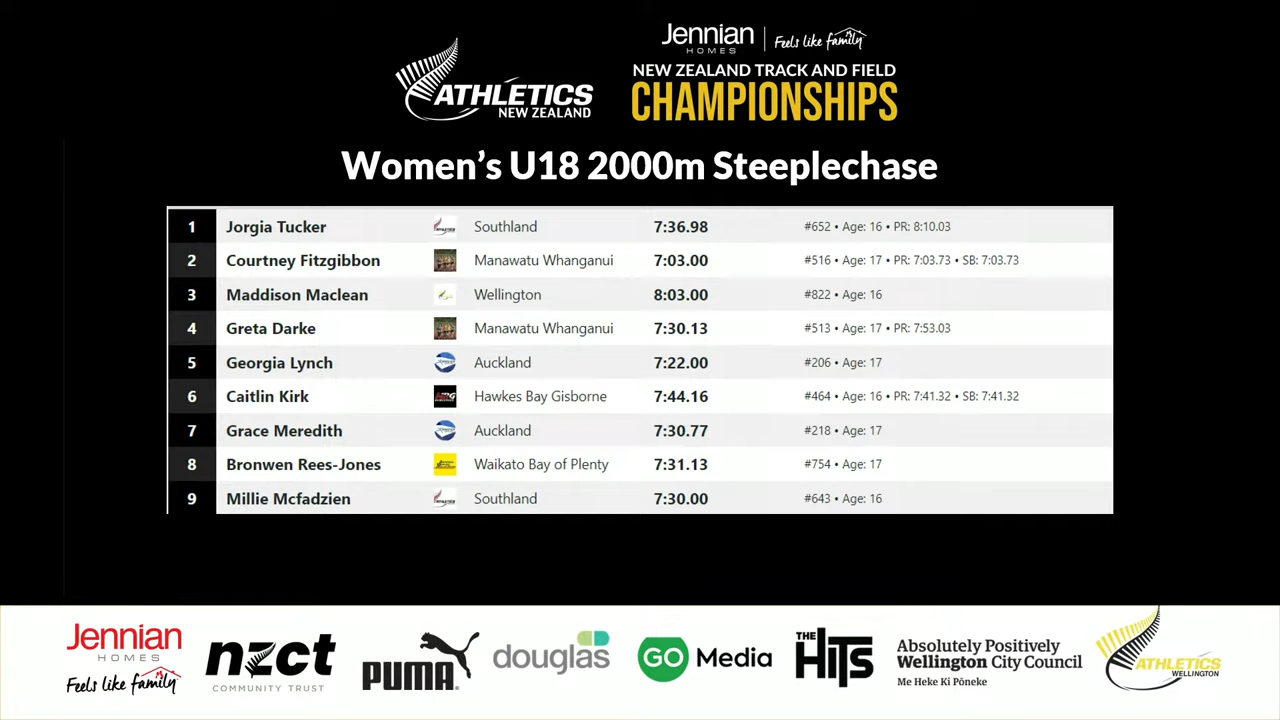 Jennian
HOMES
Feels like family
ATHLETICS
NEW ZEALAND
NEW ZEALAND TRACK AND FIELD
CHAMPIONSHIPS
Women's U18 2000m Steeplechase
1 Jorgia Tucker Southland 7:36.98 #652 • Age: 16 • PR: 8:10.03
2 Courtney Fitzgibbon Manawatu Whanganui 7:03.00 #516 • Age: 17 • PR: 7:03.73 • SB: 7:03.73
3 Maddison Maclean Wellington 8:03.00 #822 • Age: 16
4 Greta Darke Manawatu Whanganui 7:30.13 #513 • Age: 17 • PR: 7:53.03
5 Georgia Lynch Auckland 7:22.00 #206 • Age: 17
6 Caitlin Kirk Hawkes Bay Gisborne 7:44.16 #464 • Age: 16 • PR: 7:41.32 • SB: 7:41.32
7 Grace Meredith Auckland 7:30.77 #218 • Age: 17
8 Bronwen Rees-Jones Waikato Bay of Plenty 7:31.13 #754 • Age: 17
9 Millie Mcfadzien Southland 7:30.00 #643 • Age: 16
Jennian
HOMES
Feels like family
nzct
COMMUNITY TRUST
PUMA
douglas
GO Media
THE HITS
Absolutely Positively
Wellington City Council
Me Heke Ki Pōneke
ATHLETICS
WELLINGTON